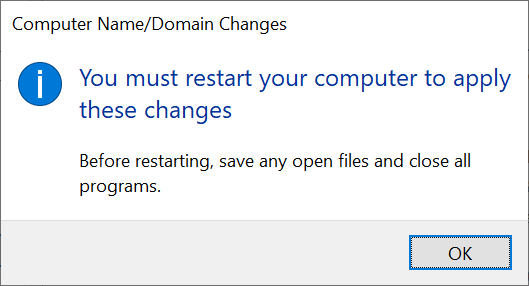 Computer Name/Domain Changes
You must restart your computer to apply
these changes
Before restarting, save any open files and close all
programs.
OK